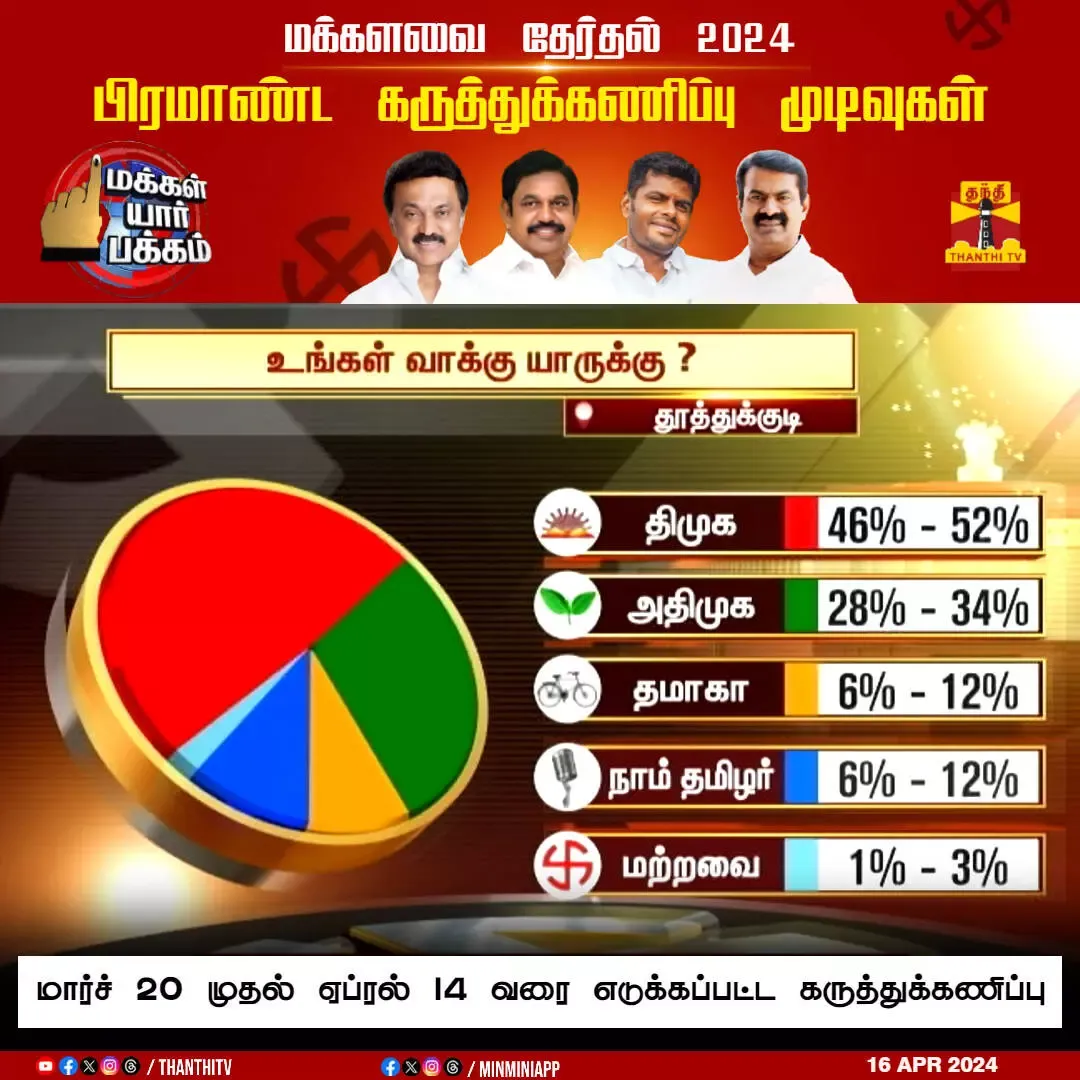 மக்களவை தேர்தல் 2024
பிரமாண்ட கருத்துக்கணிப்பு முடிவுகள்
மக்கள்
யார்
பக்கம்
தந்தி
THANTHI TV
உங்கள் வாக்கு யாருக்கு ?
தூத்துக்குடி
திமுக 46% - 52%
அதிமுக 28% - 34%
தமாகா 6% - 12%
நாம் தமிழர் 6% - 12%
மற்றவை 1% - 3%
மார்ச் 20 முதல் ஏப்ரல் 14 வரை எடுக்கப்பட்ட கருத்துக்கணிப்பு
/ THANTHITV / MINMINIAPP 16 APR 2024